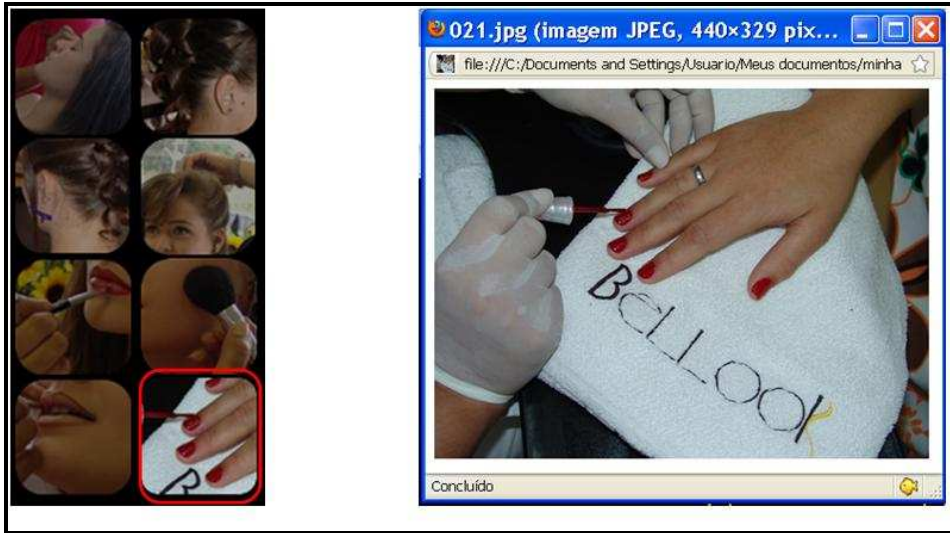 021.jpg (imagem JPEG, 440×329 pix...
file:///C:/Documents and Settings/Usuario/Meus documentos/minha
B
BELLOOK
Concluído